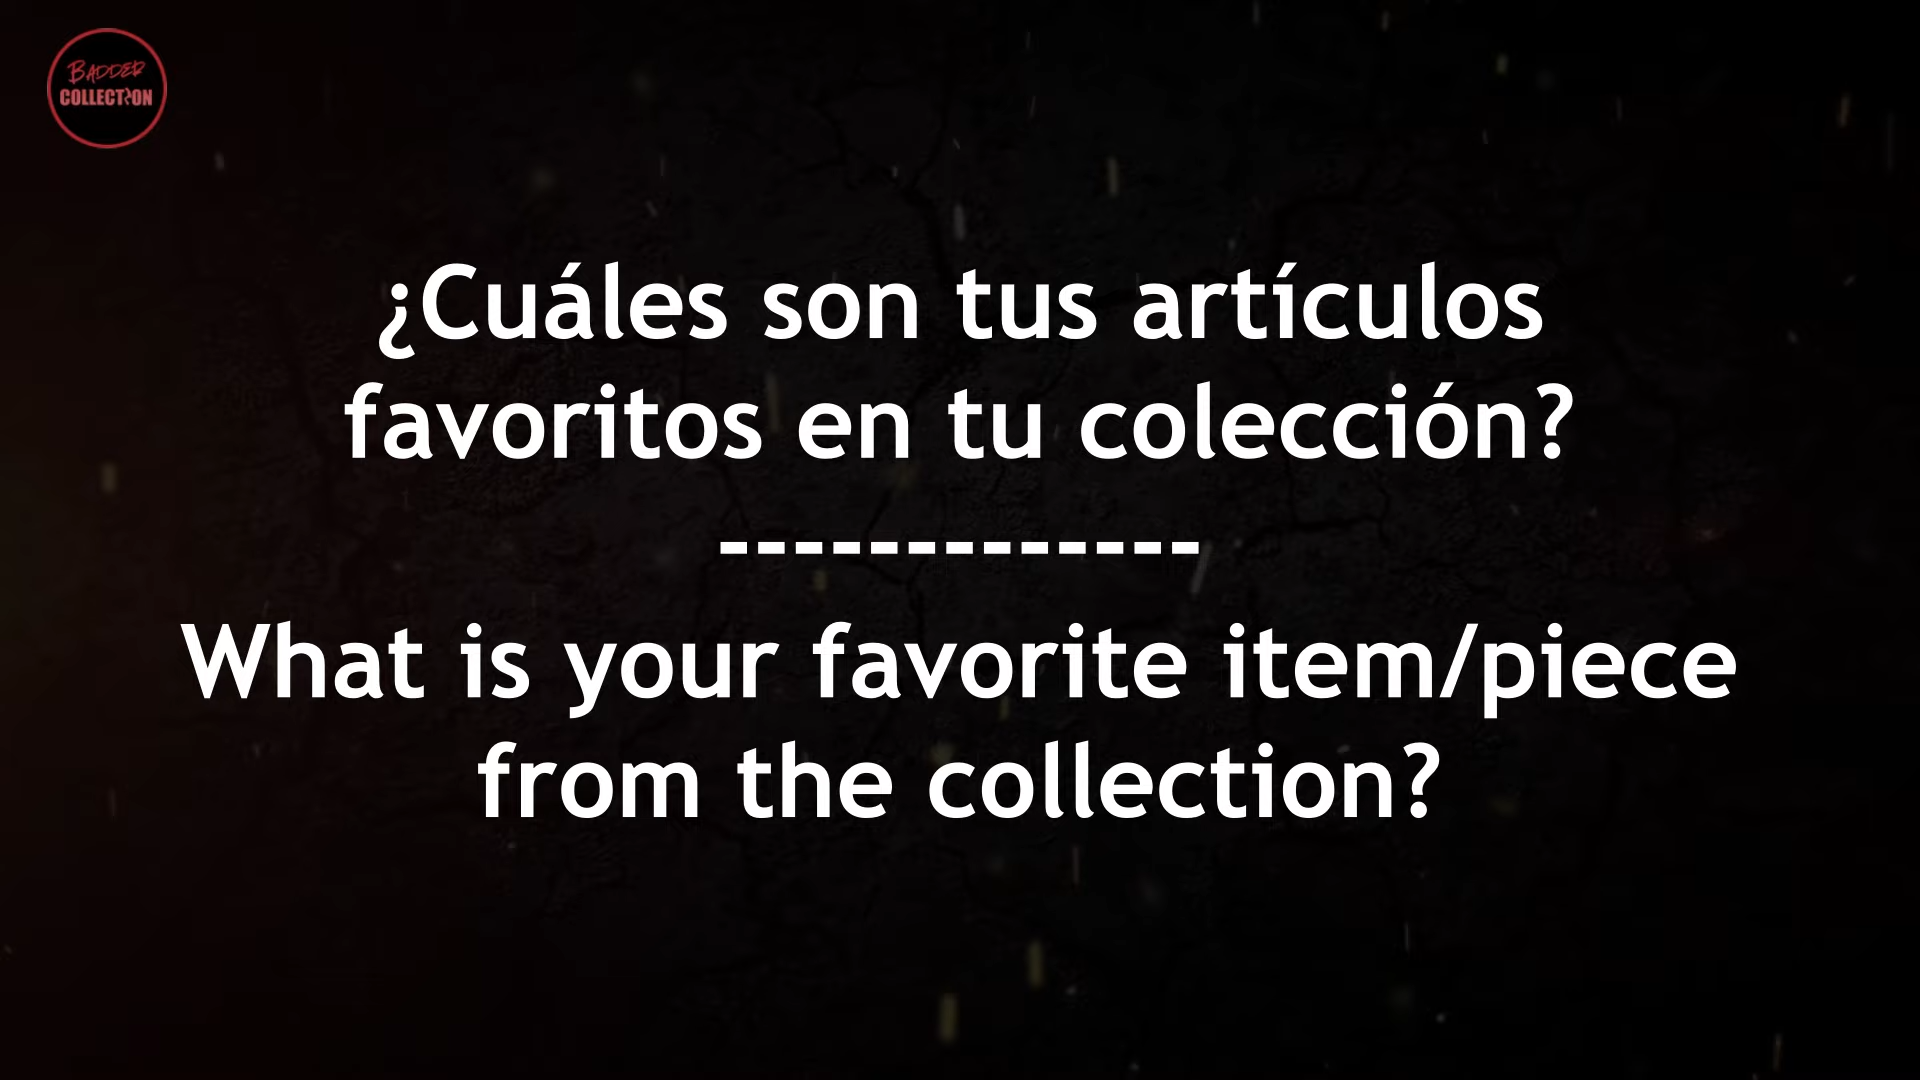 BADDER
COLLECTION
¿Cuáles son tus artículos
favoritos en tu colección?
-------------
What is your favorite item/piece
from the collection?